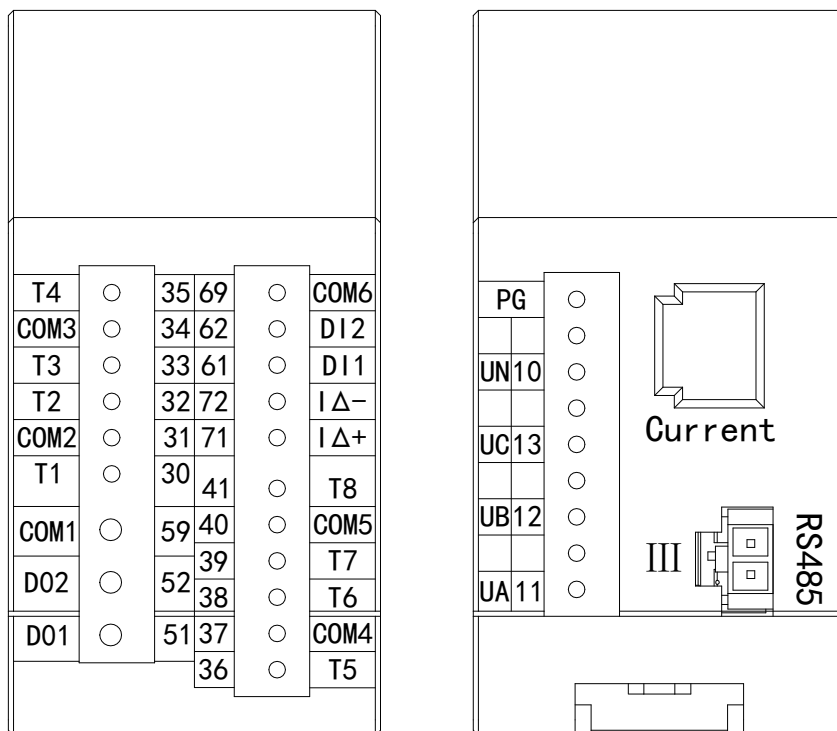 T4 35 69 COM6
COM3 34 62 DI2
T3 33 61 DI1
T2 32 72 I△-
COM2 31 71 I△+
T1 30
41 T8
COM1 59 40 COM5
39 T7
DO2 52
38 T6
DO1 51 37 COM4
36 T5
PG
UN 10
UC 13
UB 12
UA 11
Current
III
RS485